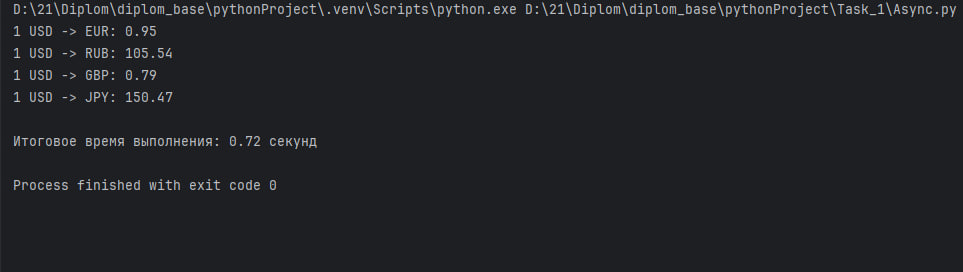 D:\21\Diplom\diplom_base\pythonProject\.venv\Scripts\python.exe D:\21\Diplom\diplom_base\pythonProject\Task_1\Async.py
1 USD -> EUR: 0.95
1 USD -> RUB: 105.54
1 USD -> GBP: 0.79
1 USD -> JPY: 150.47
Итоговое время выполнения: 0.72 секунд
Process finished with exit code 0